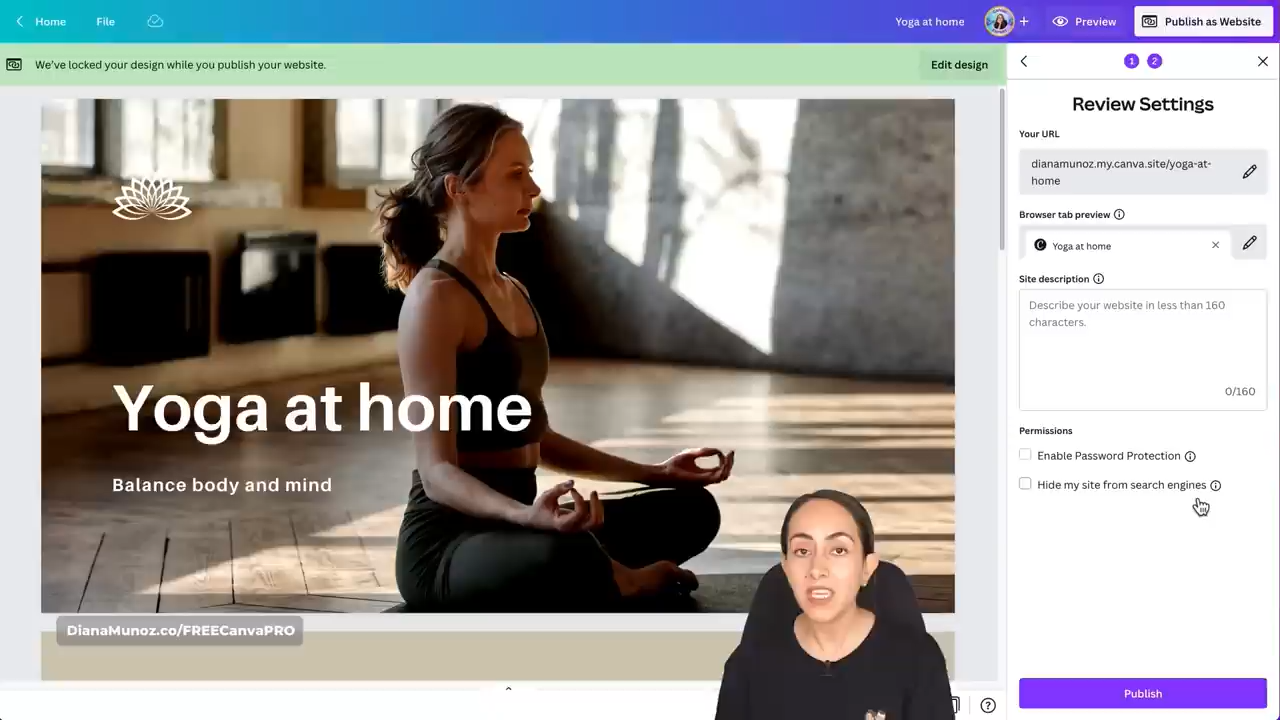 Home
File
Yoga at home
+
Preview
Publish as Website
We've locked your design while you publish your website.
Edit design
1
2
Review Settings
Your URL
dianamunoz.my.canva.site/yoga-at-
home
Browser tab preview
Yoga at home
Site description
Describe your website in less than 160
characters.
0/160
Permissions
Enable Password Protection
Hide my site from search engines
Publish
Yoga at home
Balance body and mind
DianaMunoz.co/FREECanvaPRO